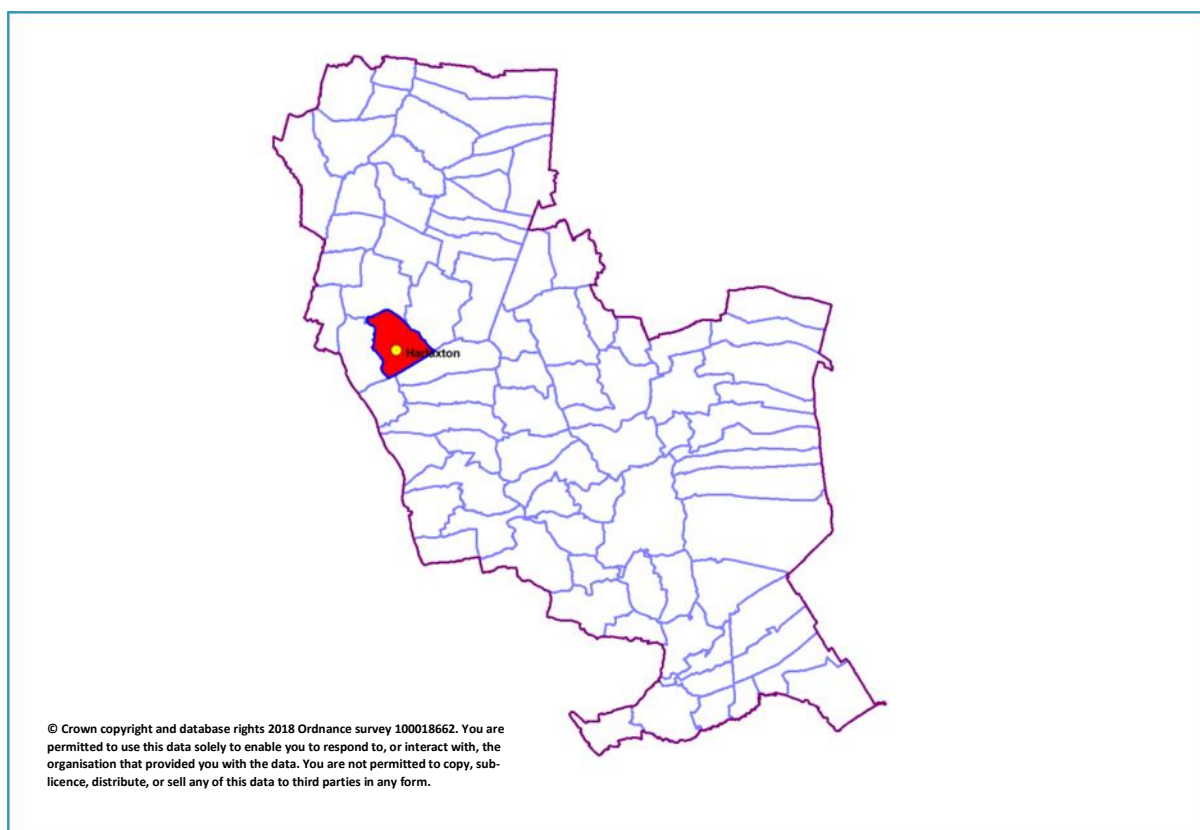 Harlaxton
© Crown copyright and database rights 2018 Ordnance survey 100018662. You are
permitted to use this data solely to enable you to respond to, or interact with, the
organisation that provided you with the data. You are not permitted to copy, sub-
licence, distribute, or sell any of this data to third parties in any form.